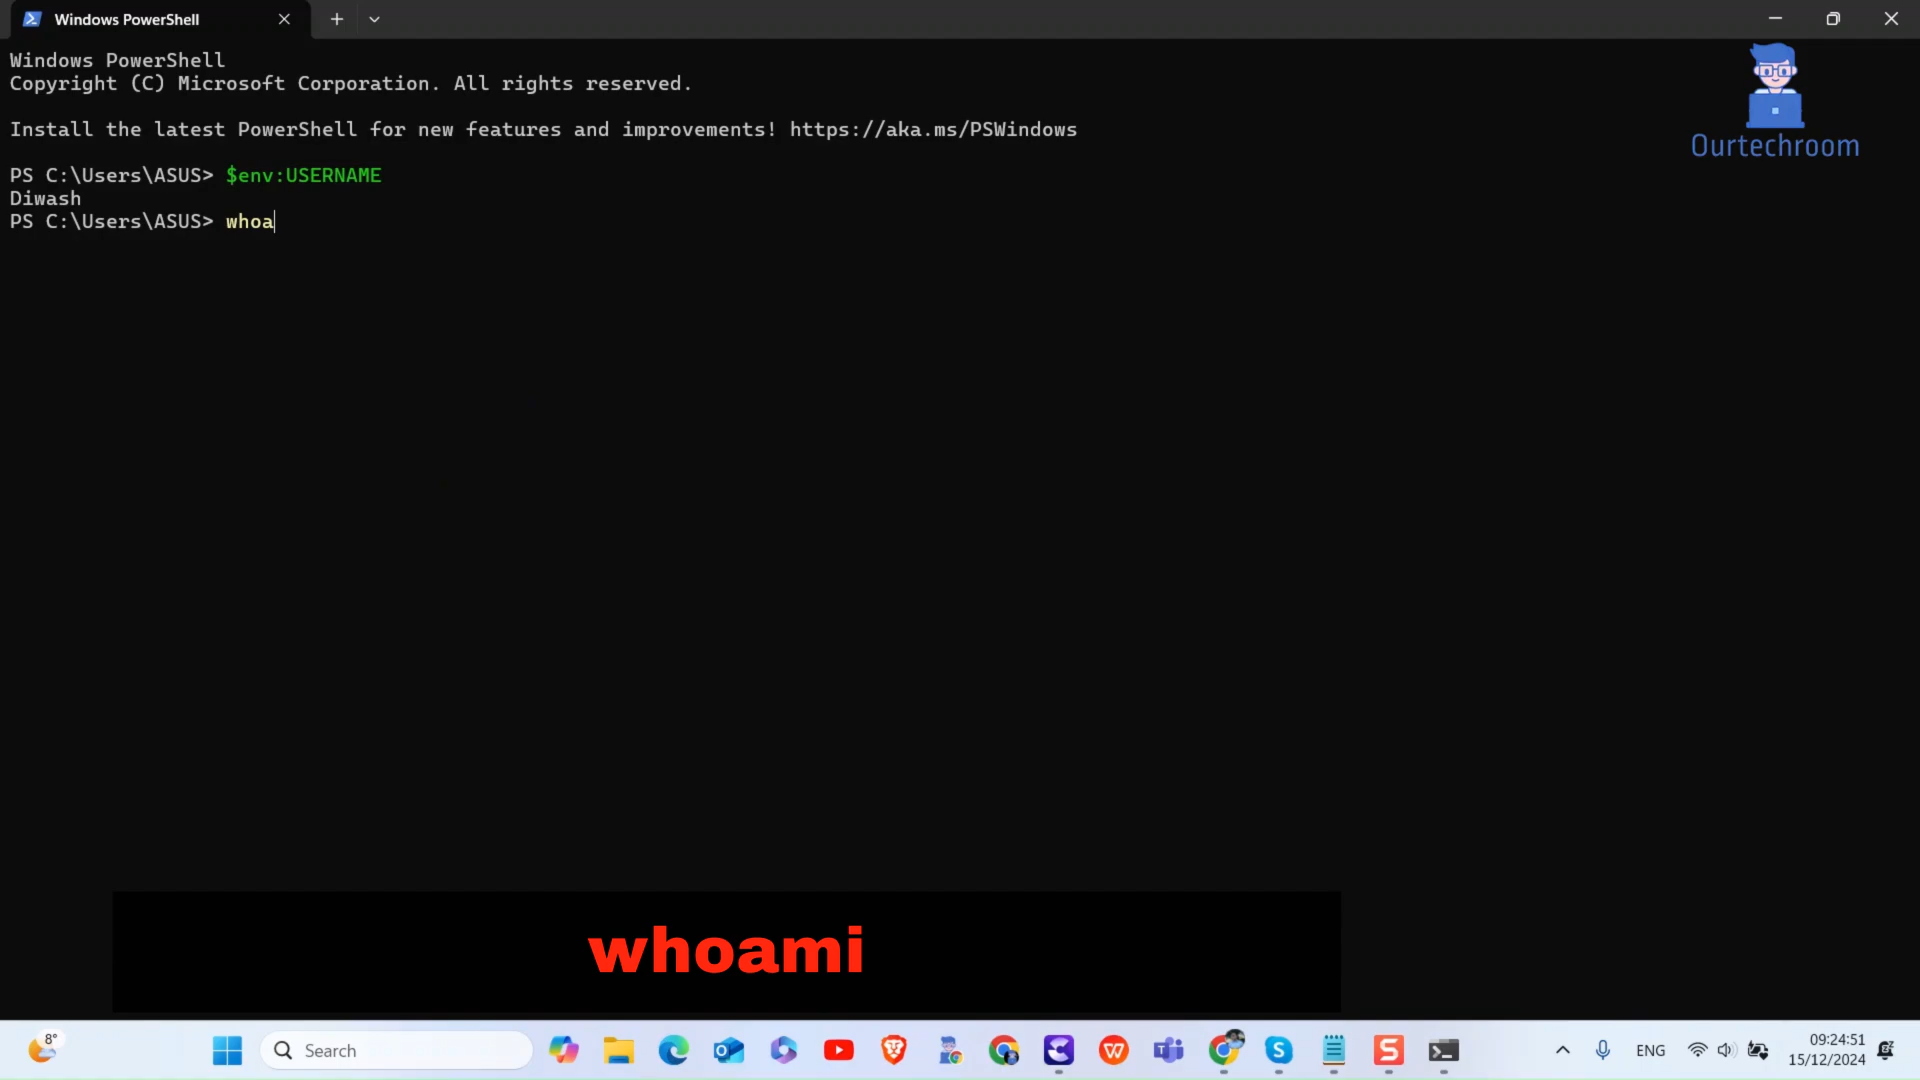 Windows PowerShell
Windows PowerShell
Copyright (C) Microsoft Corporation. All rights reserved.
Install the latest PowerShell for new features and improvements! https://aka.ms/PSWindows
PS C:\Users\ASUS> $env:USERNAME
Diwash
PS C:\Users\ASUS> whoa
Ourtechroom
whoami
8°
Search
ENG
09:24:51
15/12/2024